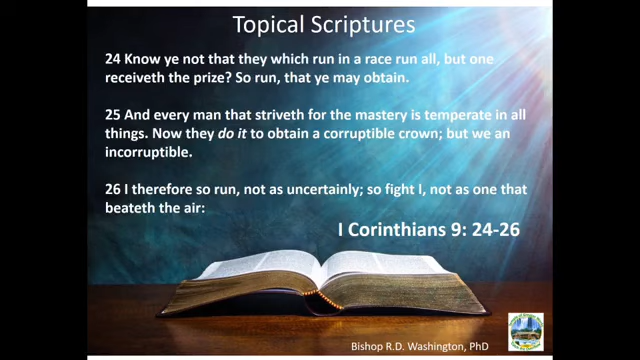 Topical Scriptures
24 Know ye not that they which run in a race run all, but one
receiveth the prize? So run, that ye may obtain.
25 And every man that striveth for the mastery is temperate in all
things. Now they do it to obtain a corruptible crown; but we an
incorruptible.
26 I therefore so run, not as uncertainly; so fight I, not as one that
beateth the air:
I Corinthians 9: 24-26
Bishop R.D. Washington, PhD